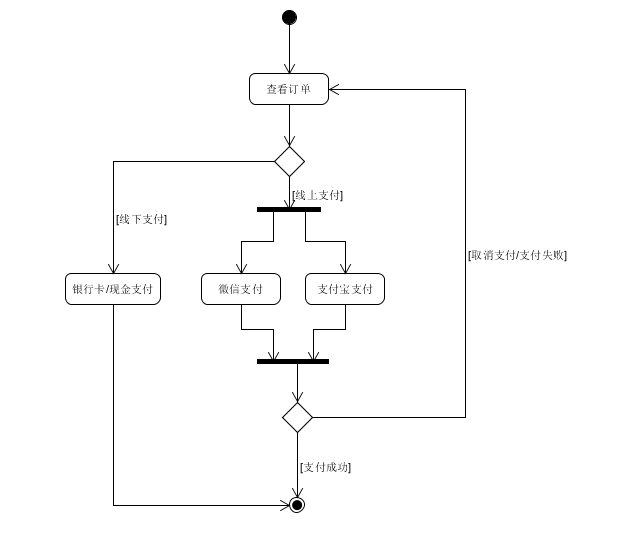 查看订单
[线上支付]
[线下支付]
[取消支付/支付失败]
银行卡/现金支付
微信支付
支付宝支付
[支付成功]